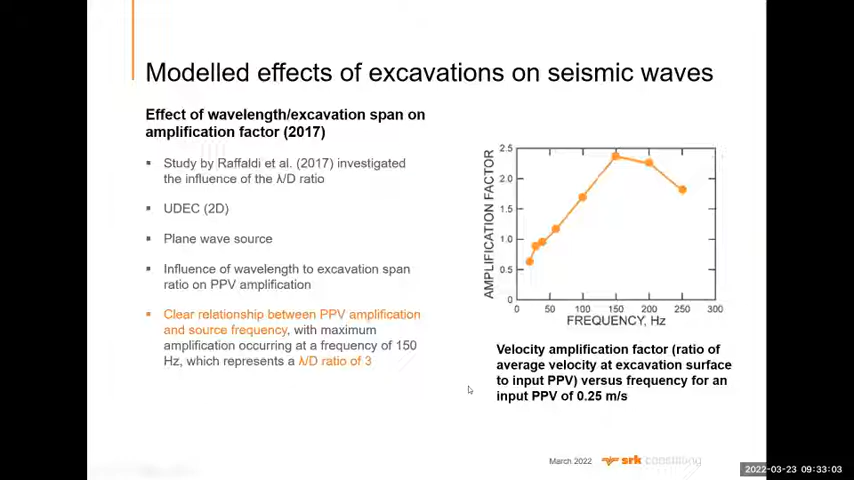 Modelled effects of excavations on seismic waves
Effect of wavelength/excavation span on
amplification factor (2017)
Study by Raffaldi et al. (2017) investigated
the influence of the λ/D ratio
UDEC (2D)
Plane wave source
Influence of wavelength to excavation span
ratio on PPV amplification
Clear relationship between PPV amplification
and source frequency, with maximum
amplification occurring at a frequency of 150
Hz, which represents a λ/D ratio of 3
AMPLIFICATION FACTOR
2.5
2.0
1.5
1.0
0.5
0
0 50 100 150 200 250 300
FREQUENCY, Hz
Velocity amplification factor (ratio of
average velocity at excavation surface
to input PPV) versus frequency for an
input PPV of 0.25 m/s
March 2022 srk consulting
2022-03-23 09:33:03